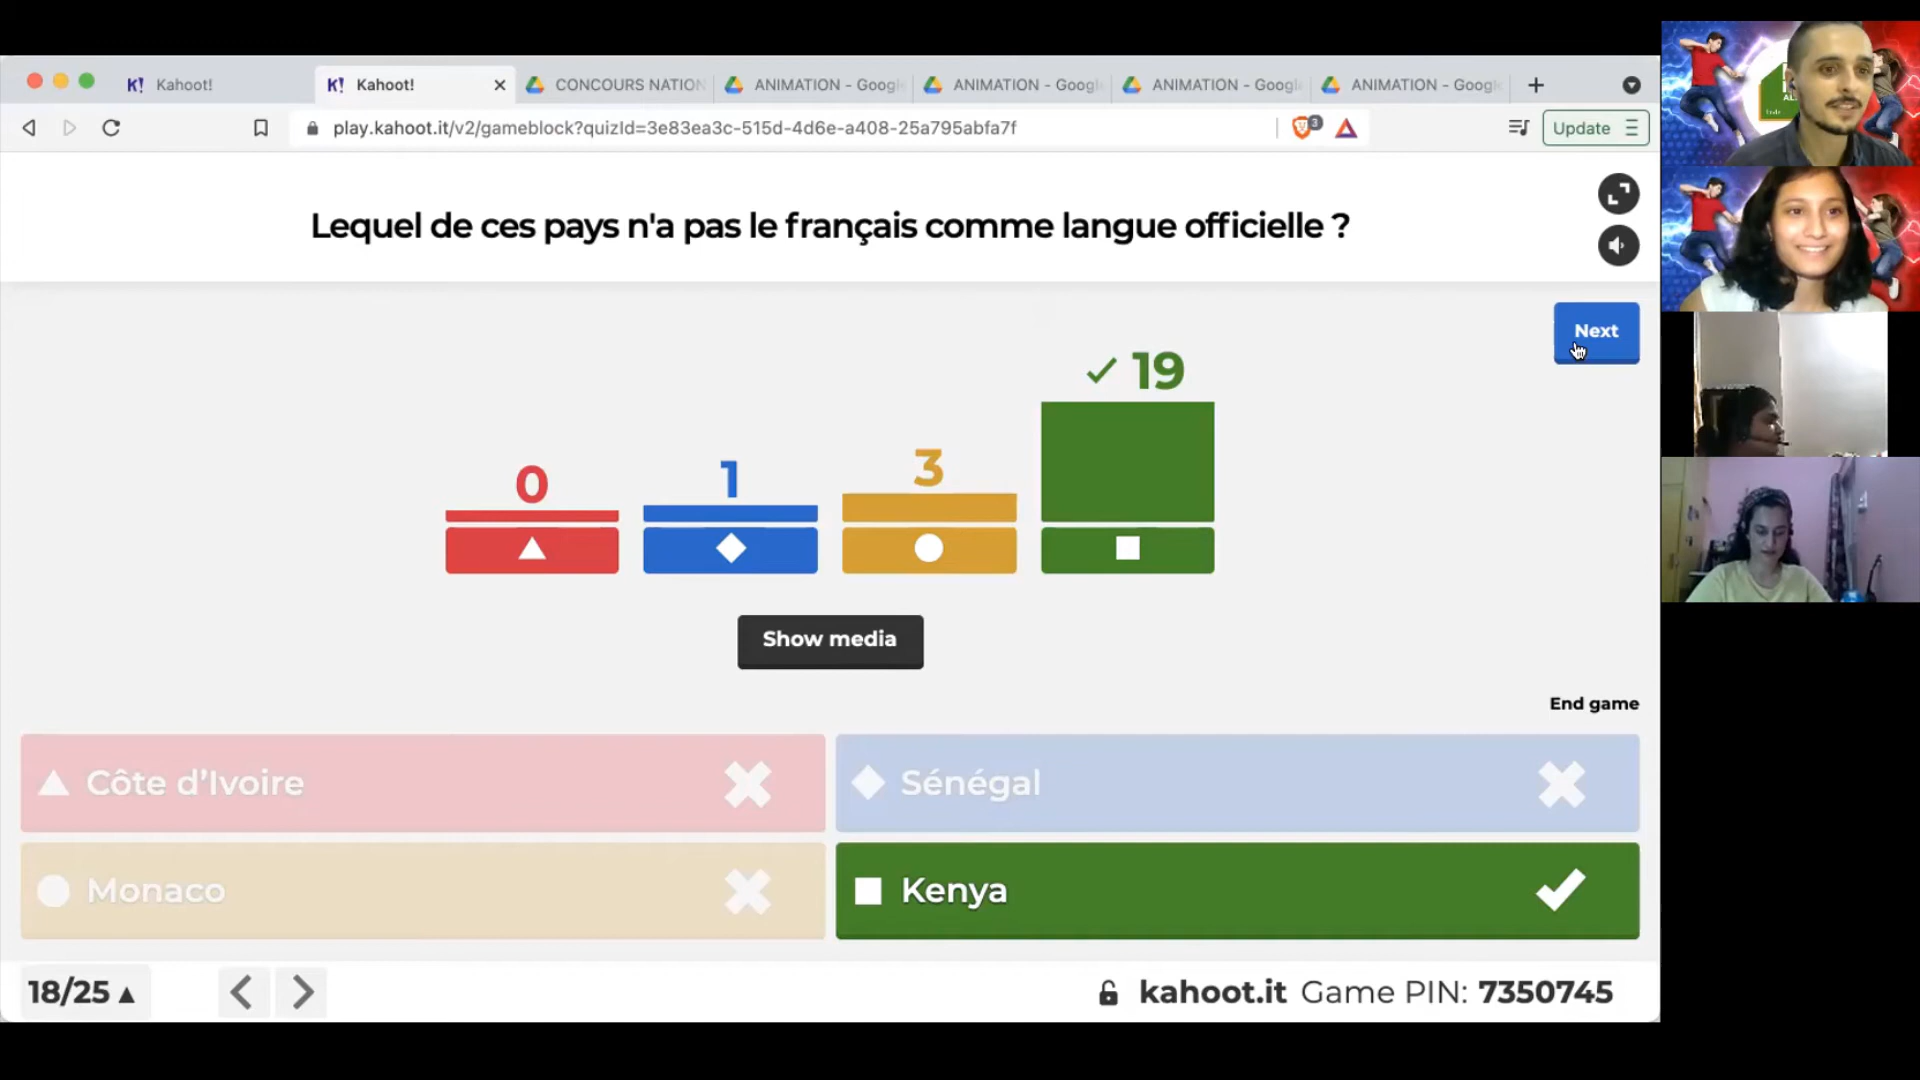 K! Kahoot!
K! Kahoot!
CONCOURS NATION
ANIMATION - Googl
ANIMATION - Googl
ANIMATION - Googl
ANIMATION - Googl
play.kahoot.it/v2/gameblock?quizId=3e83ea3c-515d-4d6e-a408-25a795abfa7f
3
Update
Lequel de ces pays n'a pas le français comme langue officielle ?
Next
0
1
3
19
Show media
End game
Côte d'Ivoire
Sénégal
Monaco
Kenya
18/25
kahoot.it Game PIN: 7350745